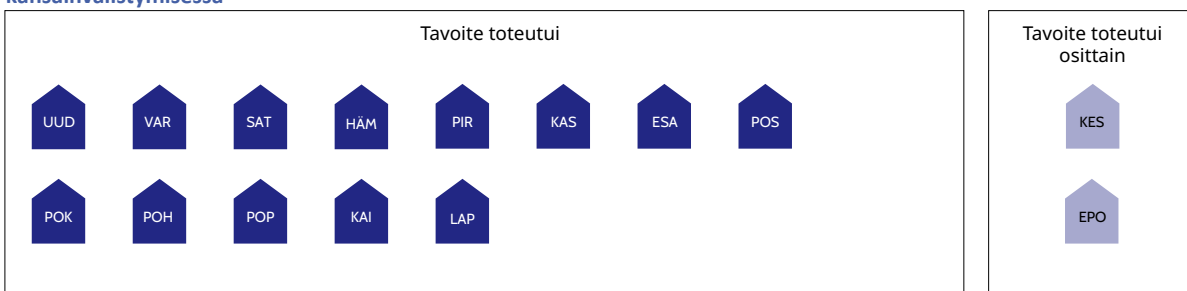 kansainvälistymisessä
Tavoite toteutui
UUD VAR SAT HÄM PIR KAS ESA POS
POK POH POP KAI LAP
Tavoite toteutui
osittain
KES
EPO